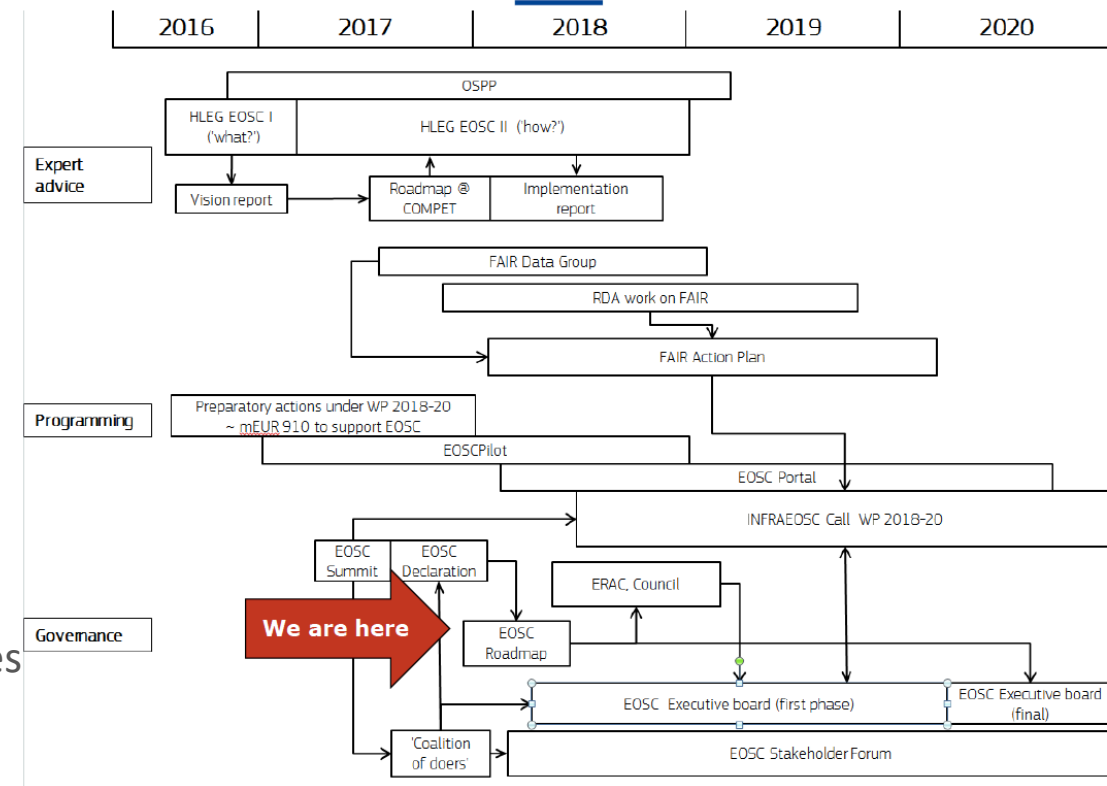 2016 2017 2018 2019 2020
OSPP
HLEG EOSC I
('what?')
HLEG EOSC II ('how?')
Expert
advice
Vision report
Roadmap @
COMPET
Implementation
report
FAIR Data Group
RDA work on FAIR
FAIR Action Plan
Programming
Preparatory actions under WP 2018-20
~ mEUR 910 to support EOSC
EOSCPilot
EOSC Portal
INFRAEOSC Call WP 2018-20
EOSC
Summit
EOSC
Declaration
ERAC, Council
Governance
We are here
EOSC
Roadmap
es
EOSC Executive board (first phase)
EOSC Executive board
(final)
'Coalition
of doers'
EOSC Stakeholder Forum